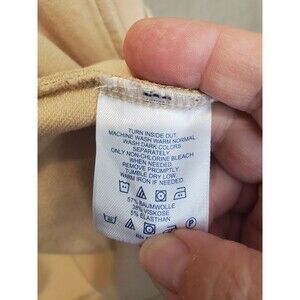 TURN INSIDE OUT.
MACHINE WASH WARM NORMAL.
WASH DARK COLORS
SEPARATELY.
ONLY NON-CHLORINE BLEACH
WHEN NEEDED.
REMOVE PROMPTLY.
TUMBLE DRY LOW.
WARM IRON IF NEEDED.
57% BAUMWOLLE
38% VISKOSE
5% ELASTHAN
RN